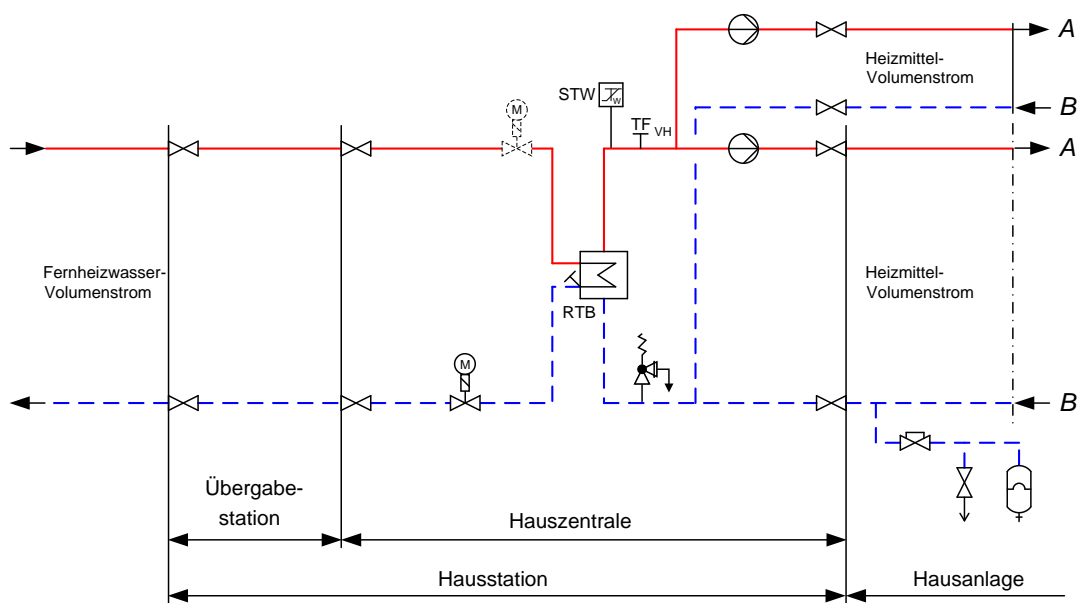 A
Heizmittel-
Volumenstrom
B
M
STW
W
TF VH
A
Fernheizwasser-
Volumenstrom
Heizmittel-
Volumenstrom
RTB
M
B
Übergabe-
station
Hauszentrale
Hausstation
Hausanlage